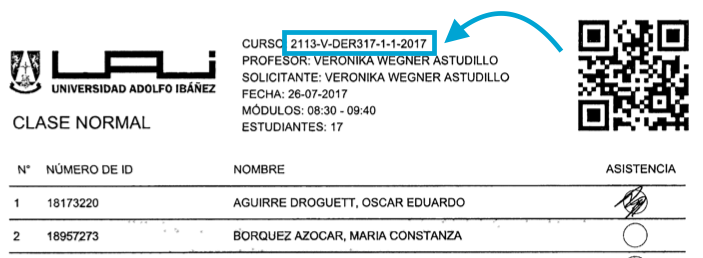 CURSO: 2113-V-DER317-1-1-2017
PROFESOR: VERONIKA WEGNER ASTUDILLO
SOLICITANTE: VERONIKA WEGNER ASTUDILLO
FECHA: 26-07-2017
MÓDULOS: 08:30 - 09:40
ESTUDIANTES: 17
UAI
UNIVERSIDAD ADOLFO IBÁÑEZ
CLASE NORMAL
N° NÚMERO DE ID NOMBRE ASISTENCIA
1 18173220 AGUIRRE DROGUETT, OSCAR EDUARDO
2 18957273 BORQUEZ AZOCAR, MARIA CONSTANZA